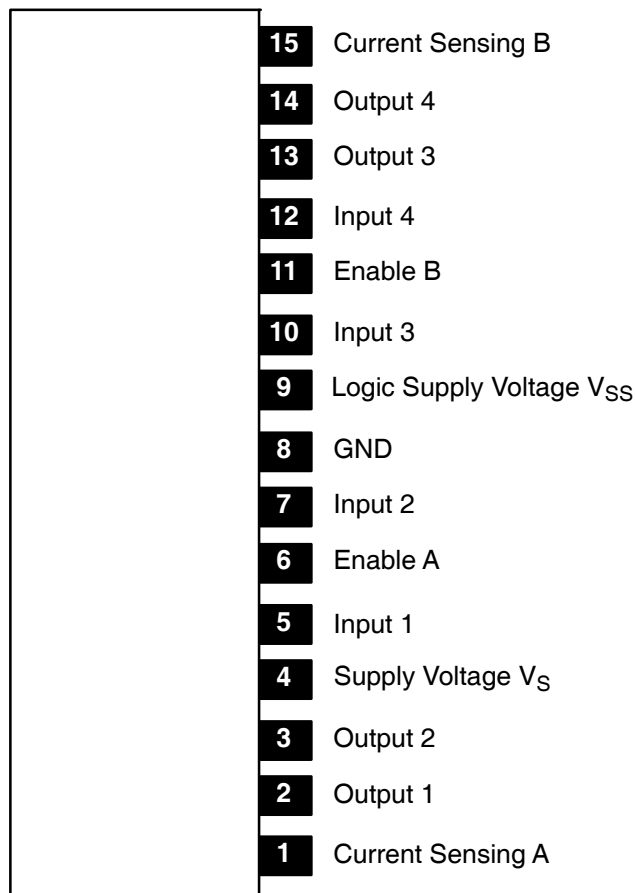 15 Current Sensing B
14 Output 4
13 Output 3
12 Input 4
11 Enable B
10 Input 3
9 Logic Supply Voltage VSS
8 GND
7 Input 2
6 Enable A
5 Input 1
4 Supply Voltage VS
3 Output 2
2 Output 1
1 Current Sensing A